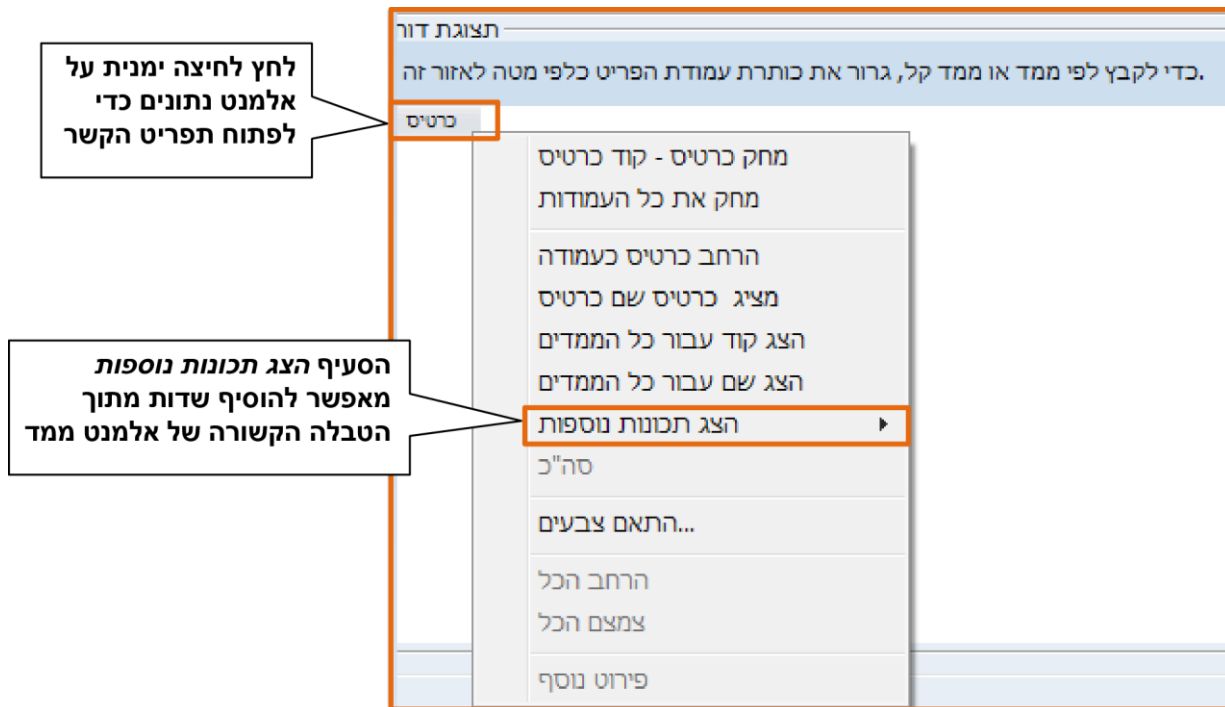 תצוגת דור
לחץ לחיצה ימנית על
אלמנט נתונים כדי
לפתוח תפריט הקשר
כדי לקבץ לפי ממד או ממד קל, גרור את כותרת עמודת הפריט כלפי מטה לאזור זה.
כרטיס
מחק כרטיס - קוד כרטיס
מחק את כל העמודות
הרחב כרטיס כעמודה
מציג כרטיס שם כרטיס
הצג קוד עבור כל הממדים
הצג שם עבור כל הממדים
הסעיף הצג תכונות נוספות
מאפשר להוסיף שדות מתוך
הטבלה הקשורה של אלמנט ממד
הצג תכונות נוספות
סה"כ
התאם צבעים...
הרחב הכל
צמצם הכל
פירוט נוסף